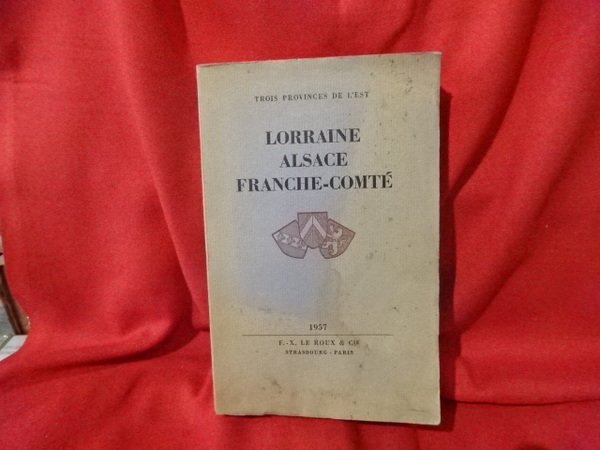 TROIS PROVINCES DE L'EST
LORRAINE
ALSACE
FRANCHE-COMTÉ
1957
F.-X. LE ROUX & Cie
STRASBOURG - PARIS